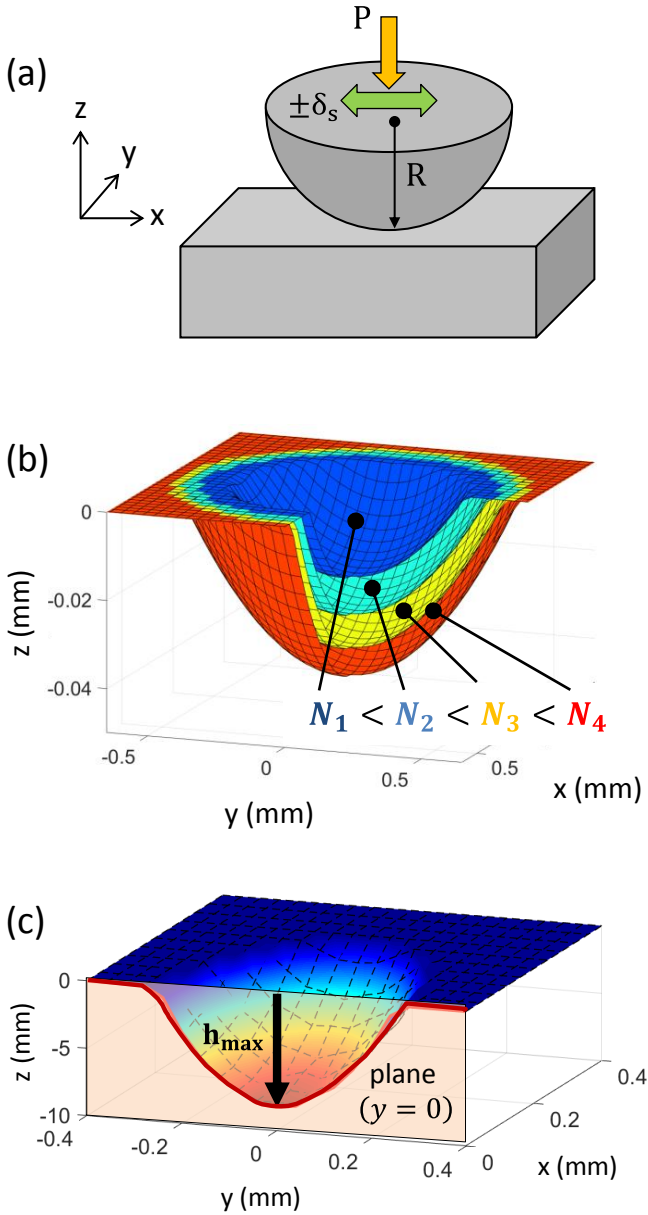 (a)
P
±δs
R
z
y
x
(b)
0
-0.02
-0.04
z (mm)
N1 < N2 < N3 < N4
-0.5
0
0.5
0.5
y (mm)
x (mm)
(c)
0
-5
-10
z (mm)
hmax
plane
(y = 0)
-0.4
-0.2
0
0.2
0.4
0
0.2
0.4
y (mm)
x (mm)